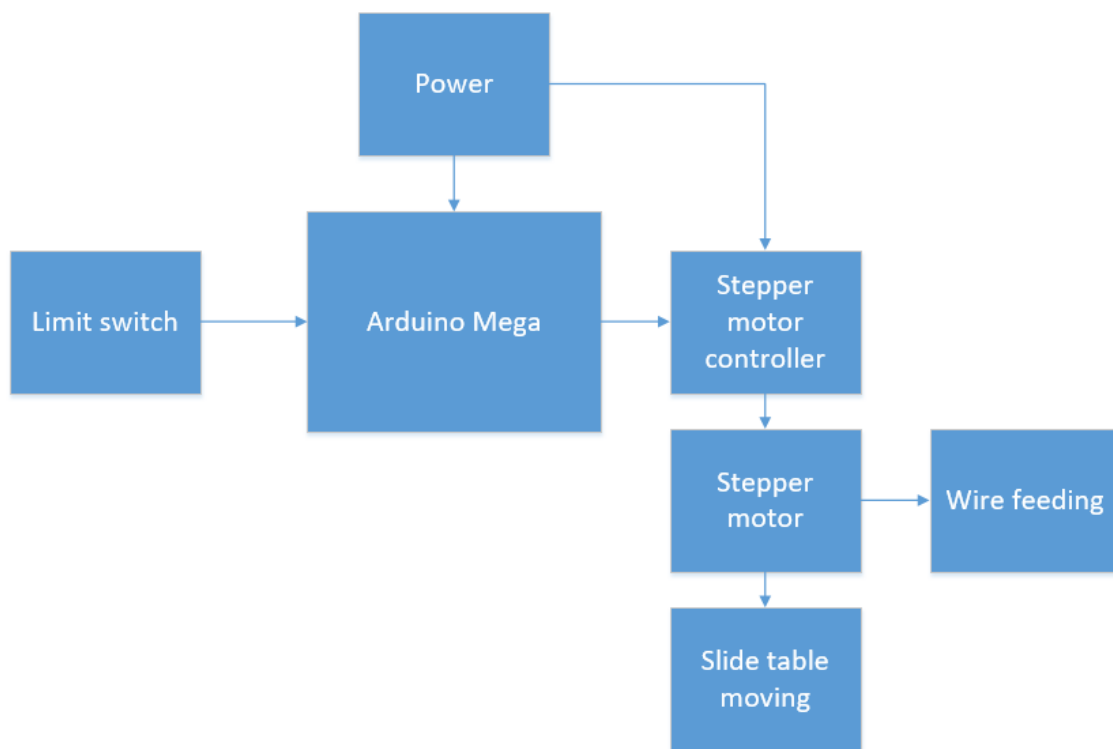 Power
Limit switch
Arduino Mega
Stepper
motor
controller
Stepper
motor
Wire feeding
Slide table
moving